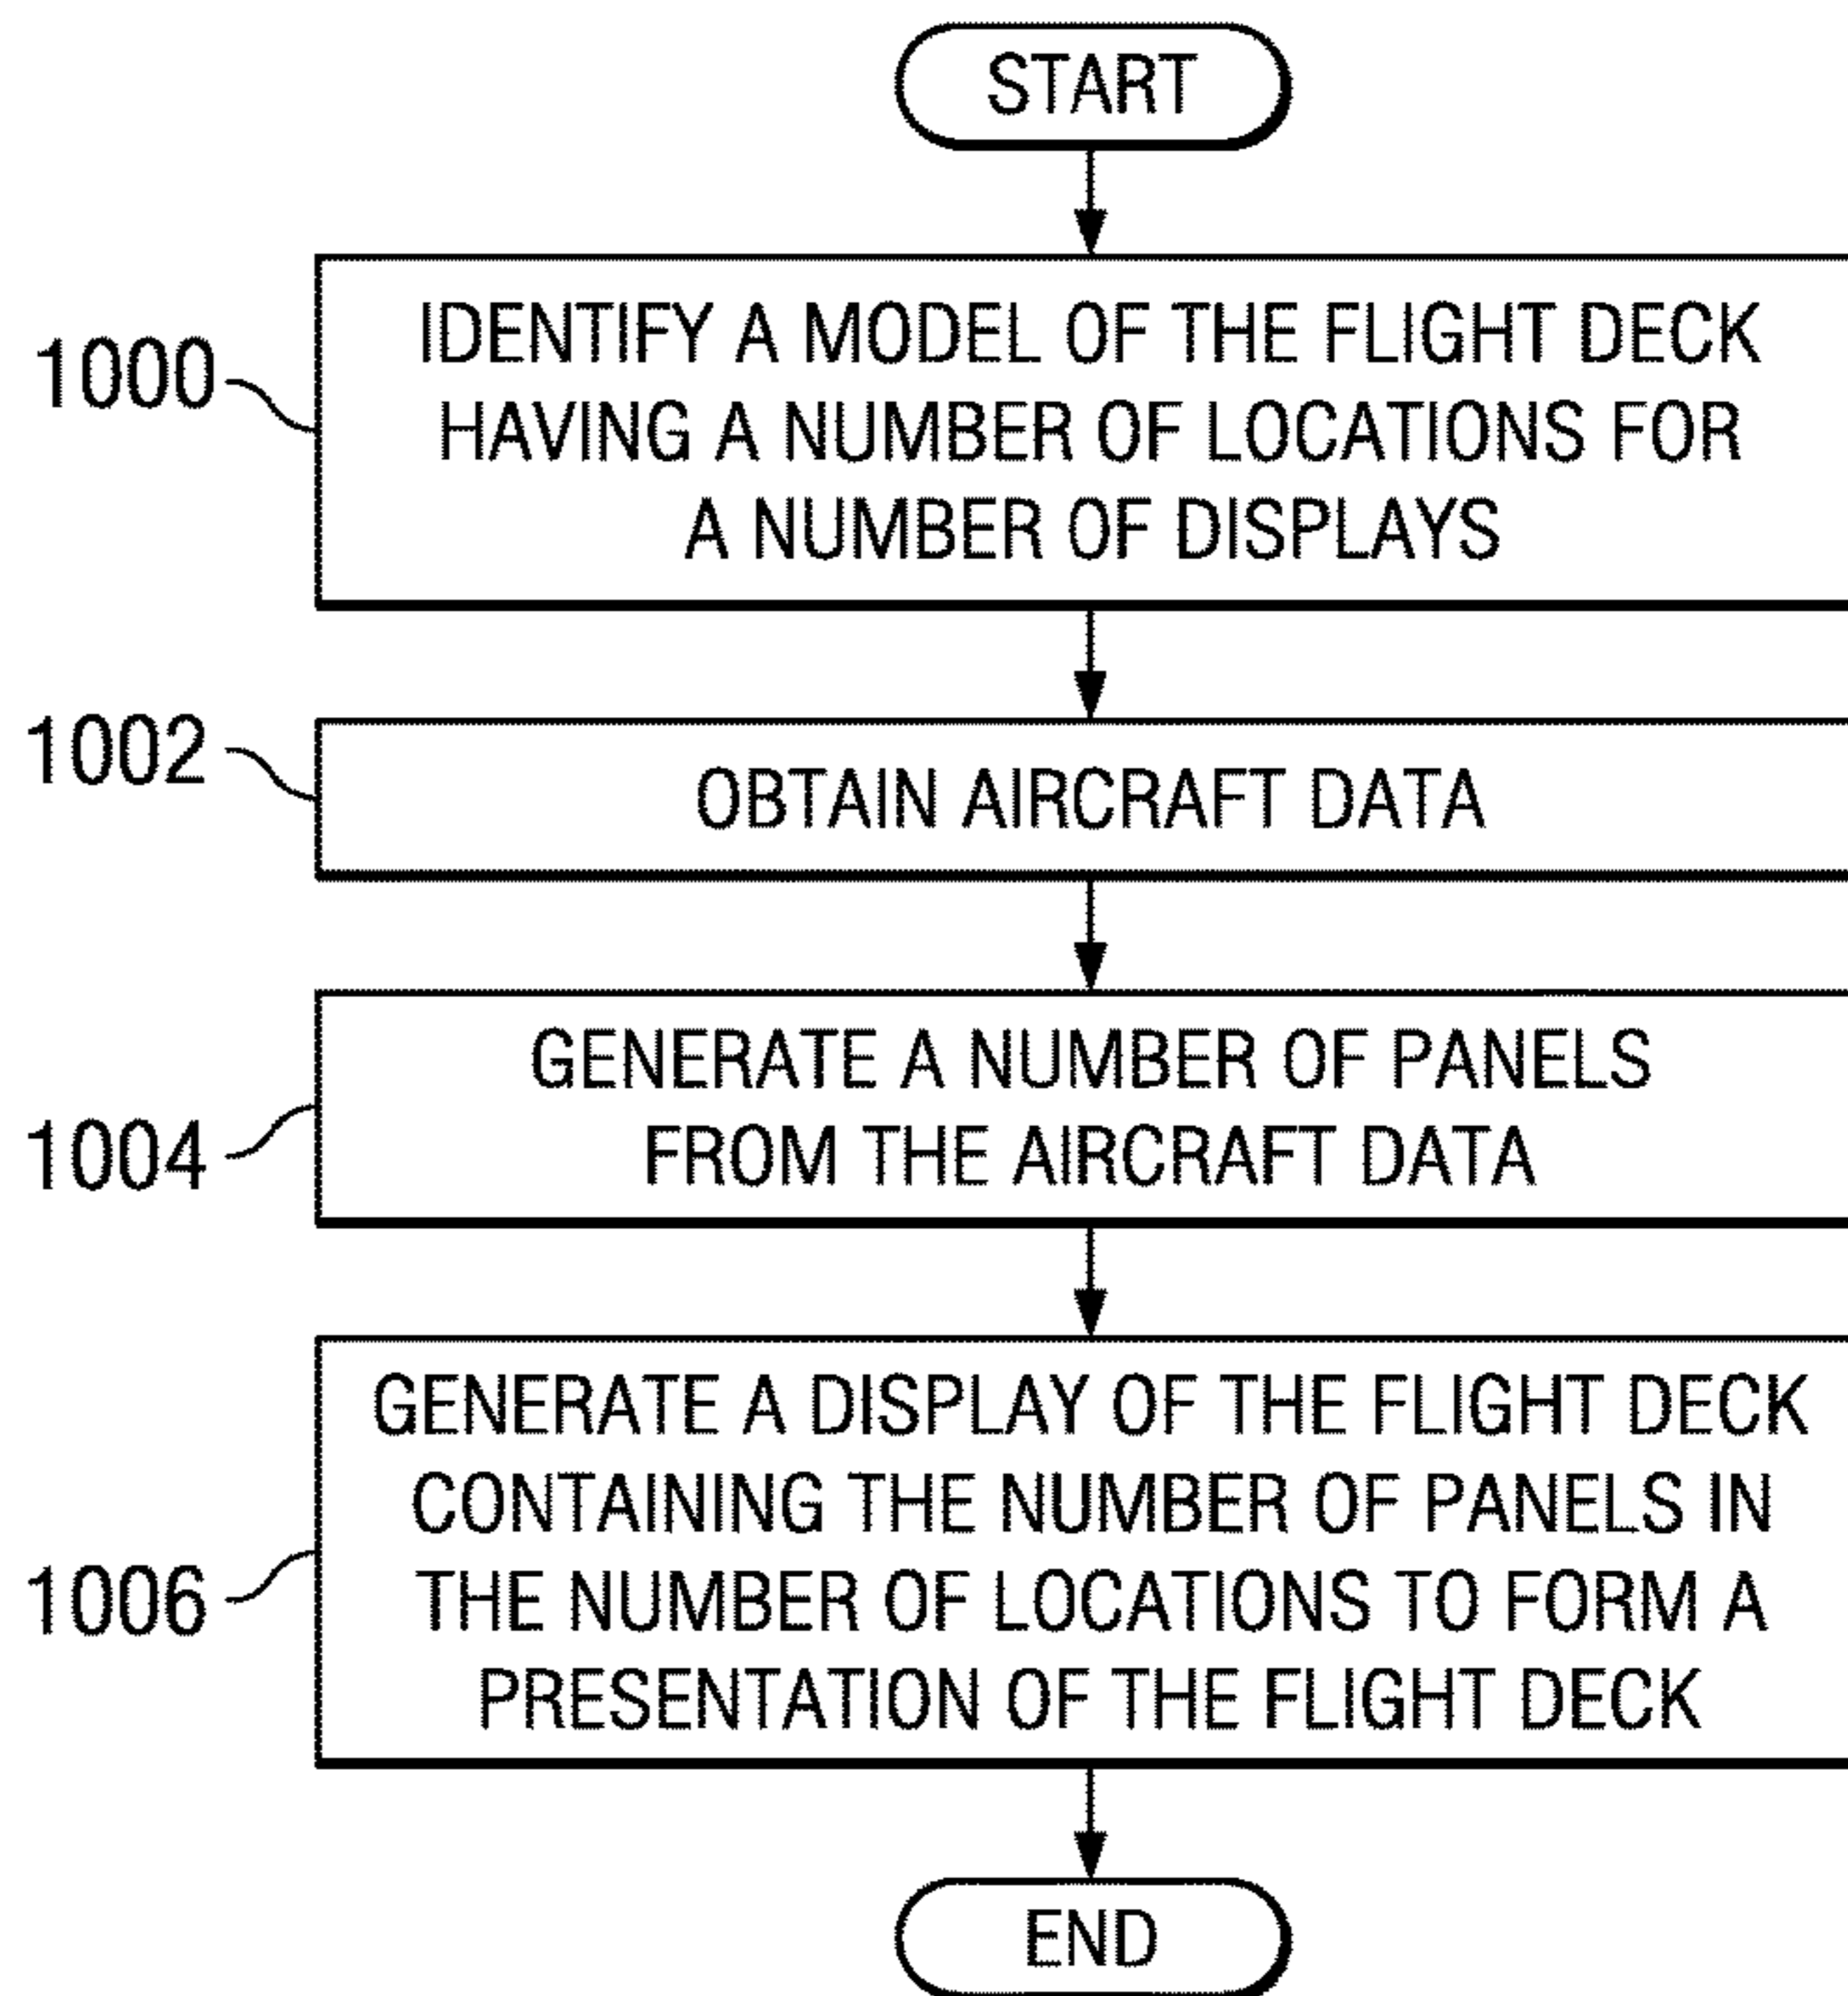 START
1000
IDENTIFY A MODEL OF THE FLIGHT DECK
HAVING A NUMBER OF LOCATIONS FOR
A NUMBER OF DISPLAYS
1002
OBTAIN AIRCRAFT DATA
1004
GENERATE A NUMBER OF PANELS
FROM THE AIRCRAFT DATA
1006
GENERATE A DISPLAY OF THE FLIGHT DECK
CONTAINING THE NUMBER OF PANELS IN
THE NUMBER OF LOCATIONS TO FORM A
PRESENTATION OF THE FLIGHT DECK
END